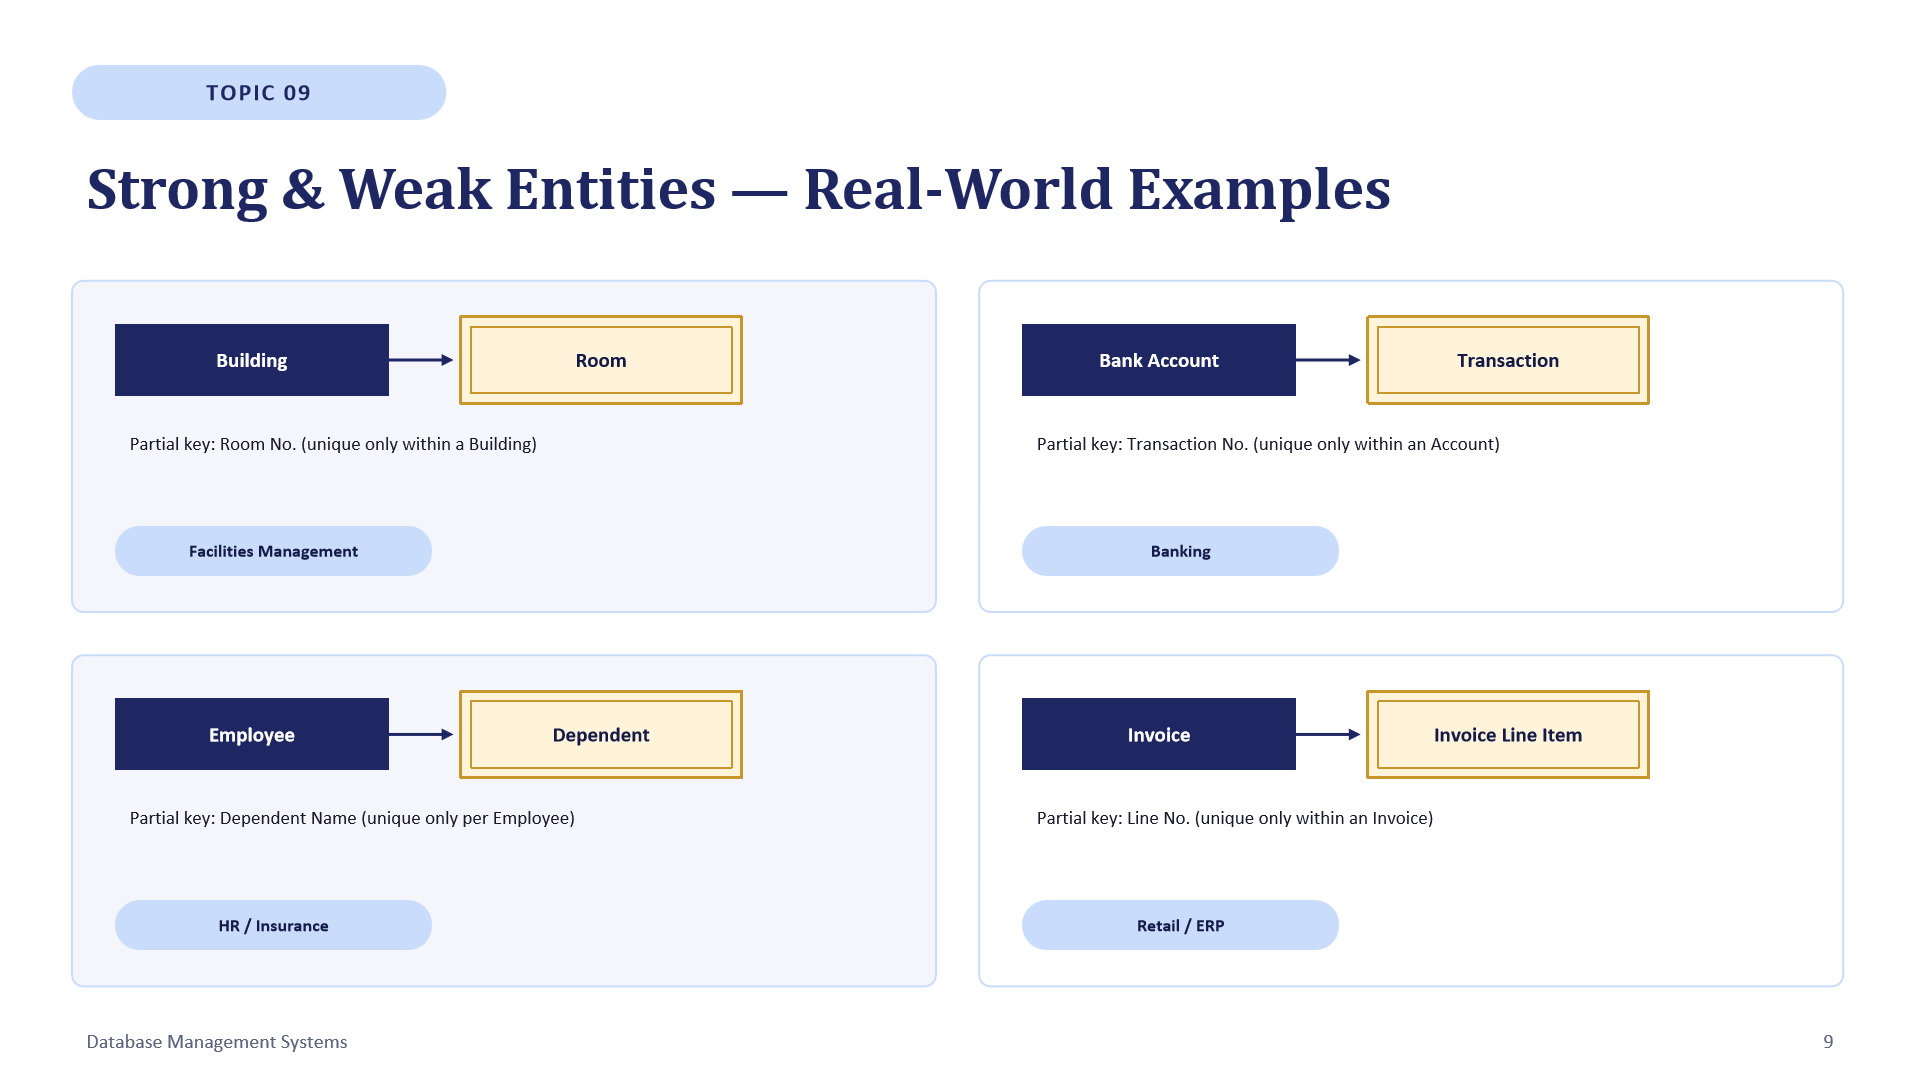 TOPIC 09
Strong & Weak Entities — Real-World Examples
Building
Room
Partial key: Room No. (unique only within a Building)
Facilities Management
Bank Account
Transaction
Partial key: Transaction No. (unique only within an Account)
Banking
Employee
Dependent
Partial key: Dependent Name (unique only per Employee)
HR / Insurance
Invoice
Invoice Line Item
Partial key: Line No. (unique only within an Invoice)
Retail / ERP
Database Management Systems
9